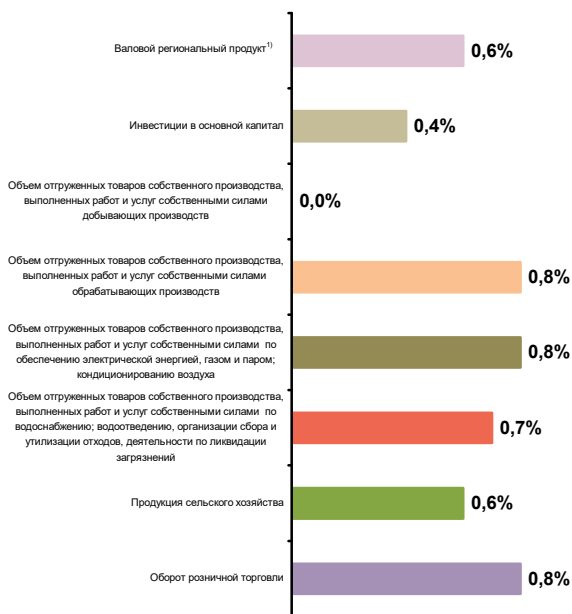 Валовой региональный продукт¹⁾
0,6%
Инвестиции в основной капитал
0,4%
Объем отгруженных товаров собственного производства,
выполненных работ и услуг собственными силами
добывающих производств
0,0%
Объем отгруженных товаров собственного производства,
выполненных работ и услуг собственными силами
обрабатывающих производств
0,8%
Объем отгруженных товаров собственного производства,
выполненных работ и услуг собственными силами по
обеспечению электрической энергией, газом и паром;
кондиционированию воздуха
0,8%
Объем отгруженных товаров собственного производства,
выполненных работ и услуг собственными силами по
водоснабжению; водоотведению, организации сбора и
утилизации отходов, деятельности по ликвидации
загрязнений
0,7%
Продукция сельского хозяйства
0,6%
Оборот розничной торговли
0,8%